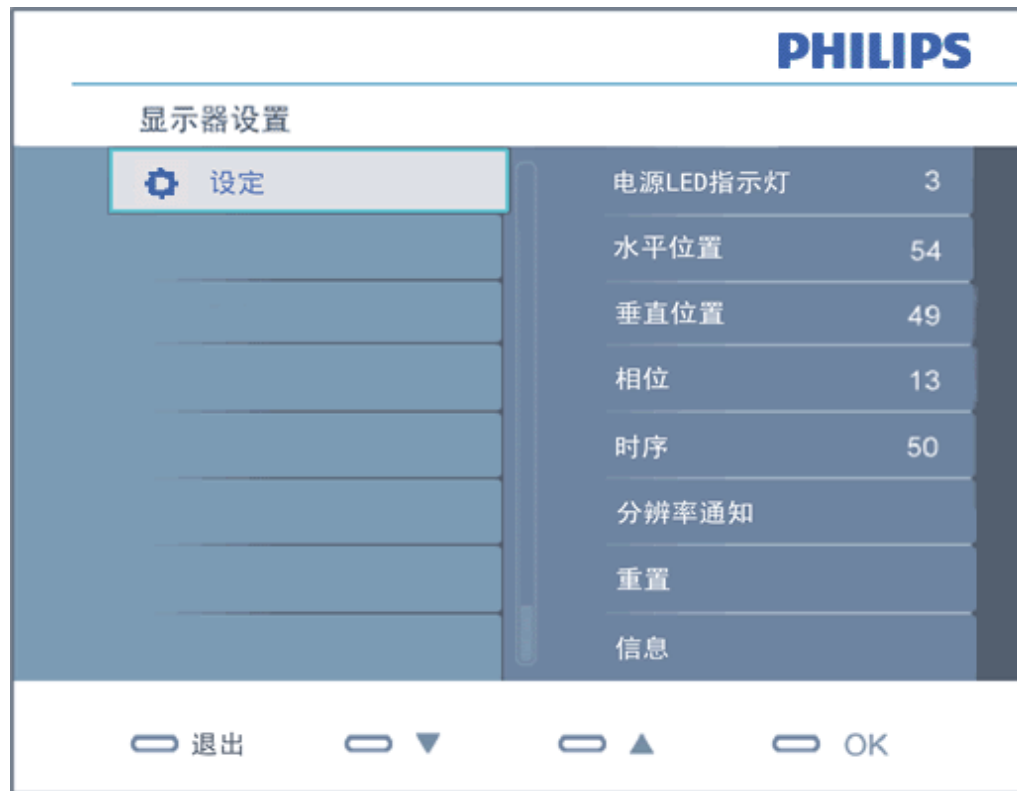 PHILIPS
显示器设置
设定
电源LED指示灯 3
水平位置 54
垂直位置 49
相位 13
时序 50
分辨率通知
重置
信息
退出 ▼ ▲ OK